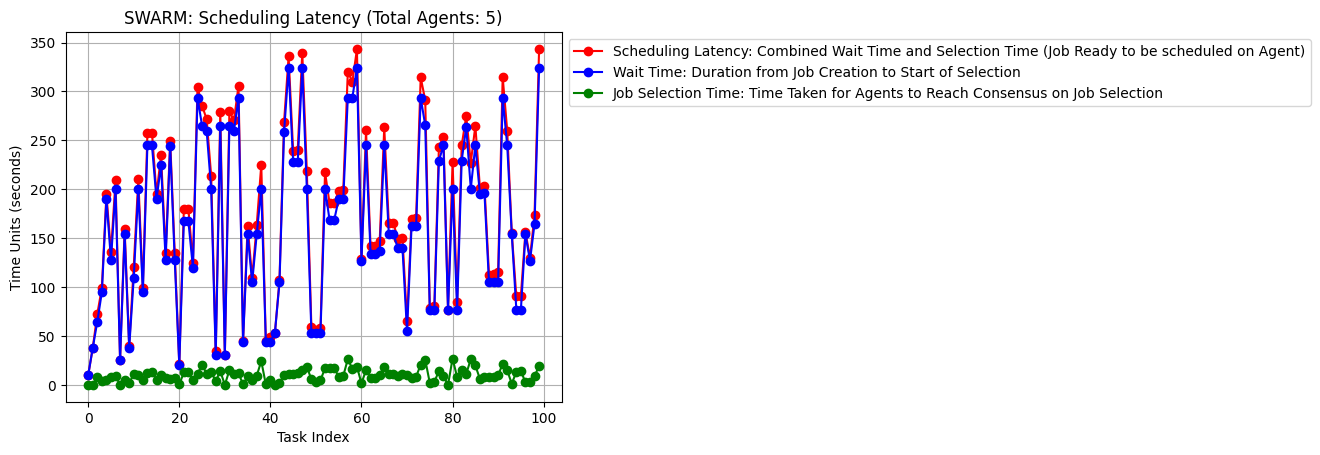 SWARM: Scheduling Latency (Total Agents: 5)
350
300
250
200
150
100
50
0
Time Units (seconds)
0 20 40 60 80 100
Task Index
Scheduling Latency: Combined Wait Time and Selection Time (Job Ready to be scheduled on Agent)
Wait Time: Duration from Job Creation to Start of Selection
Job Selection Time: Time Taken for Agents to Reach Consensus on Job Selection